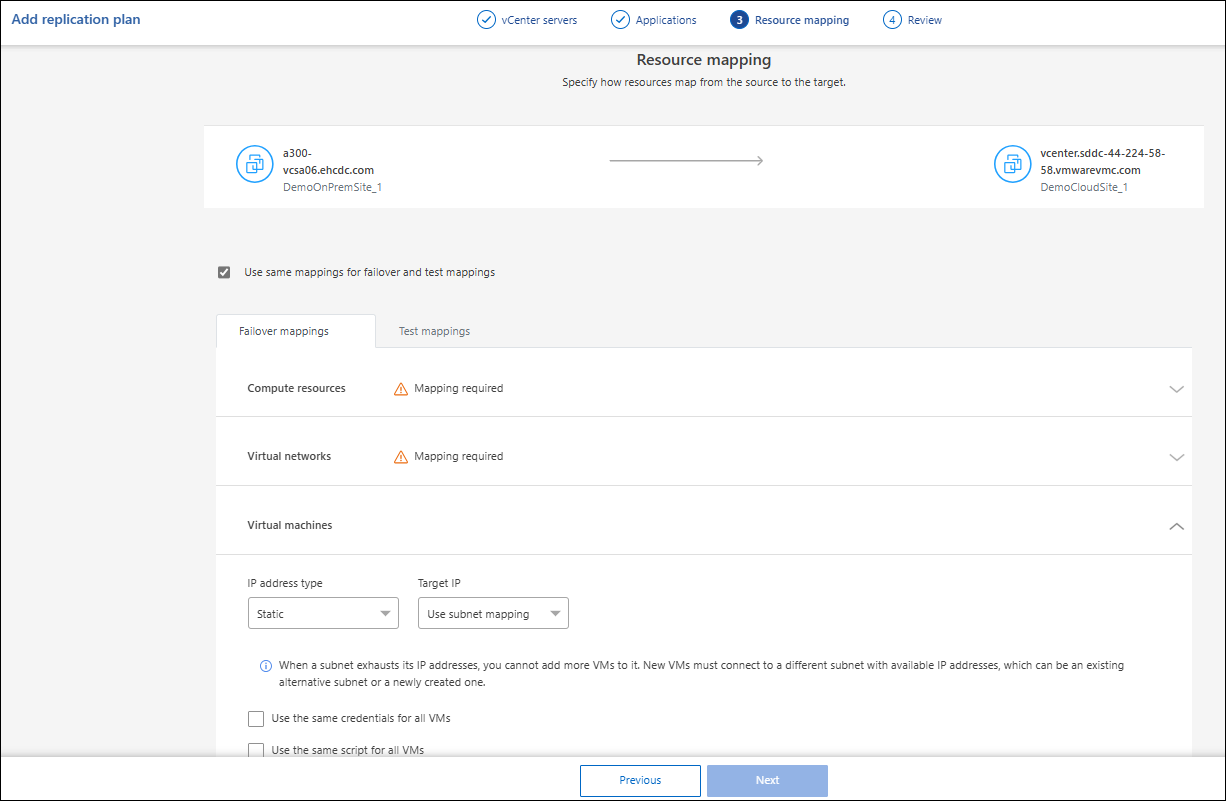 Add replication plan
vCenter servers
Applications
3 Resource mapping
4 Review
Resource mapping
Specify how resources map from the source to the target.
a300-
vcsa06.ehcdc.com
DemoOnPremSite_1
vcenter.sddc-44-224-58-
58.vmwarevmc.com
DemoCloudSite_1
Use same mappings for failover and test mappings
Failover mappings
Test mappings
Compute resources
Mapping required
Virtual networks
Mapping required
Virtual machines
IP address type
Target IP
Static
Use subnet mapping
When a subnet exhausts its IP addresses, you cannot add more VMs to it. New VMs must connect to a different subnet with available IP addresses, which can be an existing
alternative subnet or a newly created one.
Use the same credentials for all VMs
Use the same script for all VMs
Previous
Next